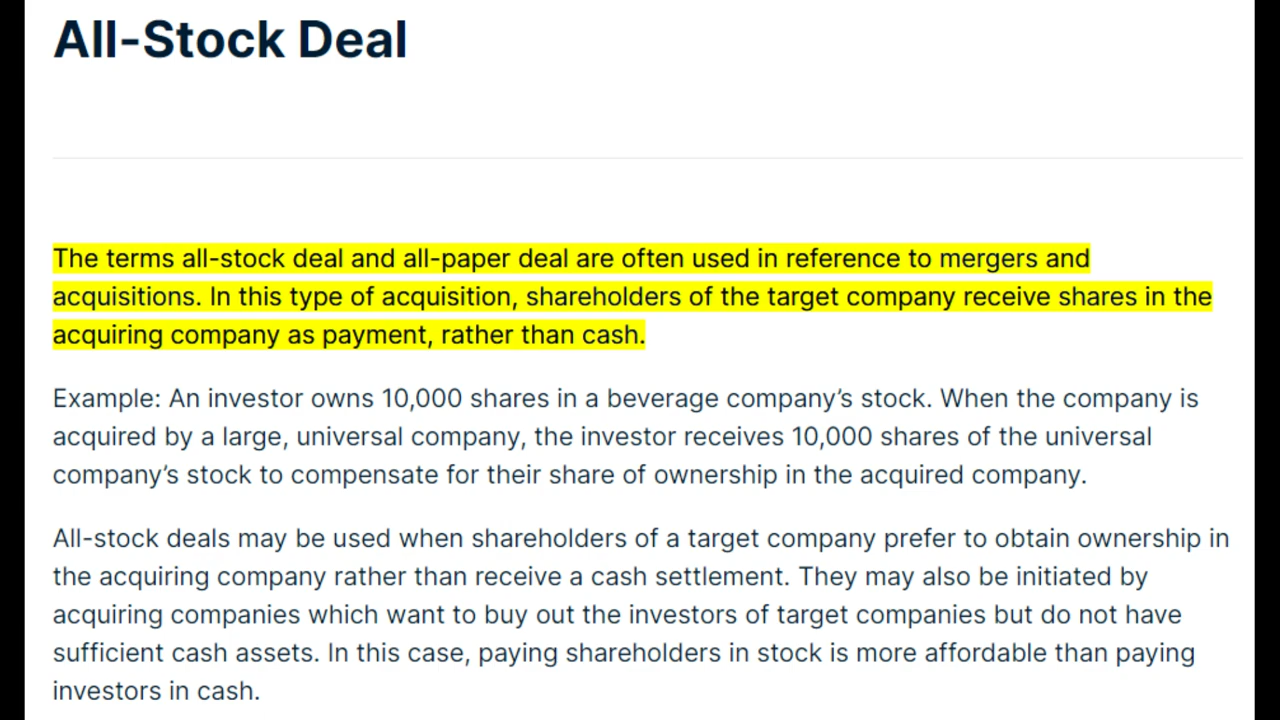 All-Stock Deal
The terms all-stock deal and all-paper deal are often used in reference to mergers and
acquisitions. In this type of acquisition, shareholders of the target company receive shares in the
acquiring company as payment, rather than cash.
Example: An investor owns 10,000 shares in a beverage company’s stock. When the company is
acquired by a large, universal company, the investor receives 10,000 shares of the universal
company’s stock to compensate for their share of ownership in the acquired company.
All-stock deals may be used when shareholders of a target company prefer to obtain ownership in
the acquiring company rather than receive a cash settlement. They may also be initiated by
acquiring companies which want to buy out the investors of target companies but do not have
sufficient cash assets. In this case, paying shareholders in stock is more affordable than paying
investors in cash.